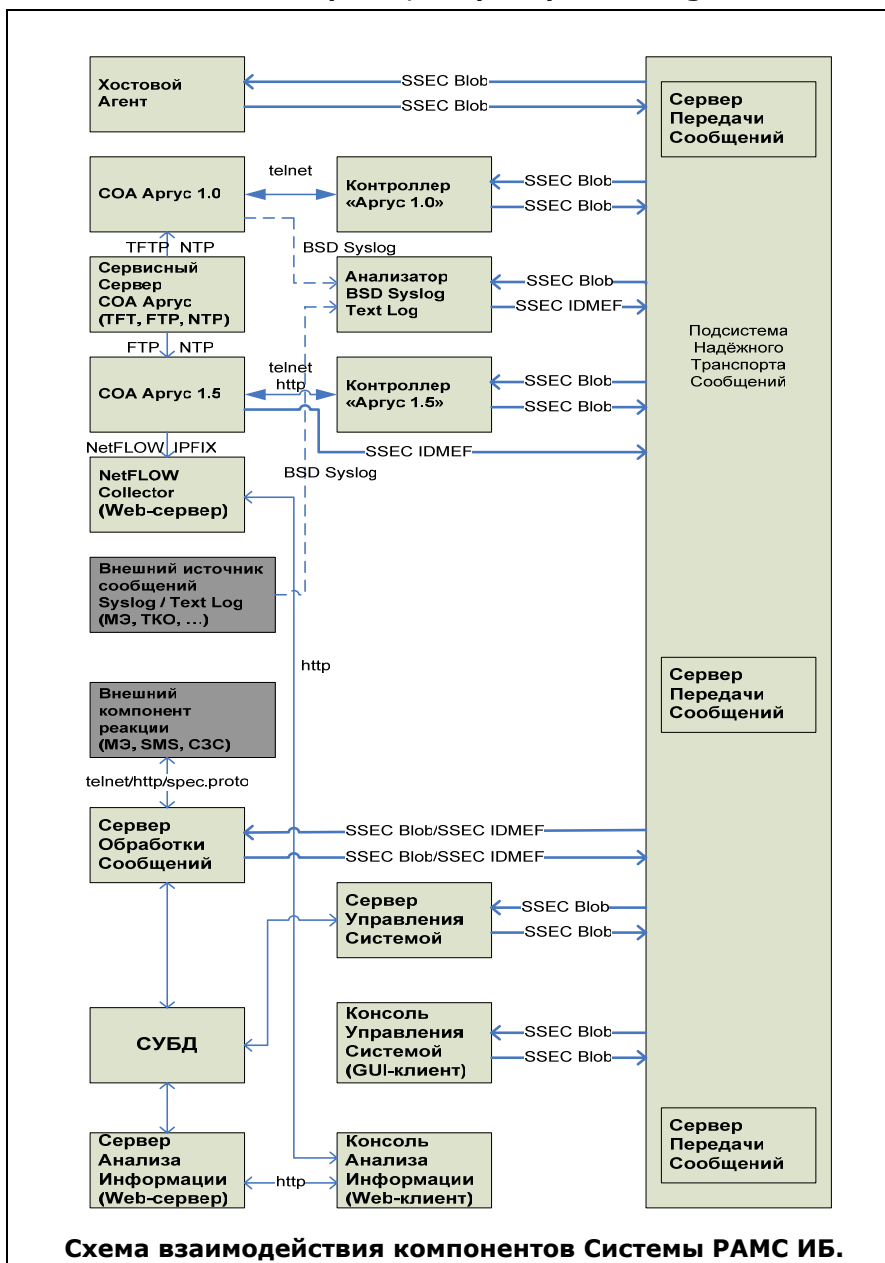 Хостовой
Агент
SSEC Blob
SSEC Blob
Сервер
Передачи
Сообщений
СОА Аргус 1.0
telnet
Контроллер
«Аргус 1.0»
SSEC Blob
SSEC Blob
TFTP NTP
BSD Syslog
Сервисный
Сервер
СОА Аргус
(TFT, FTP, NTP)
Анализатор
BSD Syslog
Text Log
SSEC Blob
SSEC IDMEF
Подсистема
Надёжного
Транспорта
Сообщений
FTP NTP
СОА Аргус 1.5
telnet
http
Контроллер
«Аргус 1.5»
SSEC Blob
SSEC Blob
SSEC IDMEF
NetFLOW IPFIX
BSD Syslog
NetFLOW
Collector
(Web-сервер)
Внешний источник
сообщений
Syslog / Text Log
(МЭ, ТКО, ...)
http
Сервер
Передачи
Сообщений
Внешний
компонент
реакции
(МЭ, SMS, СЗС)
telnet/http/spec.proto
Сервер
Обработки
Сообщений
SSEC Blob/SSEC IDMEF
SSEC Blob/SSEC IDMEF
Сервер
Управления
Системой
SSEC Blob
SSEC Blob
СУБД
Консоль
Управления
Системой
(GUI-клиент)
SSEC Blob
SSEC Blob
Сервер
Передачи
Сообщений
Сервер
Анализа
Информации
(Web-сервер)
http
Консоль
Анализа
Информации
(Web-клиент)
Схема взаимодействия компонентов Системы РАМС ИБ.